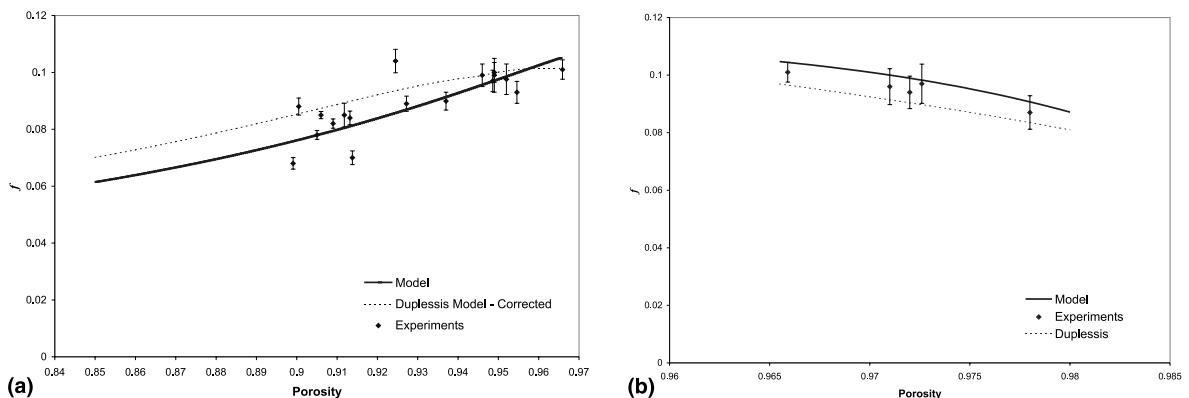 0.12
0.1
0.08
0.06
0.04
0.02
0
f
Model
Duplessis Model - Corrected
Experiments
0.84 0.85 0.86 0.87 0.88 0.89 0.9 0.91 0.92 0.93 0.94 0.95 0.96 0.97
Porosity
(a)
0.12
0.1
0.08
0.06
0.04
0.02
0
f
Model
Experiments
Duplessis
0.96 0.965 0.97 0.975 0.98 0.985
Porosity
(b)